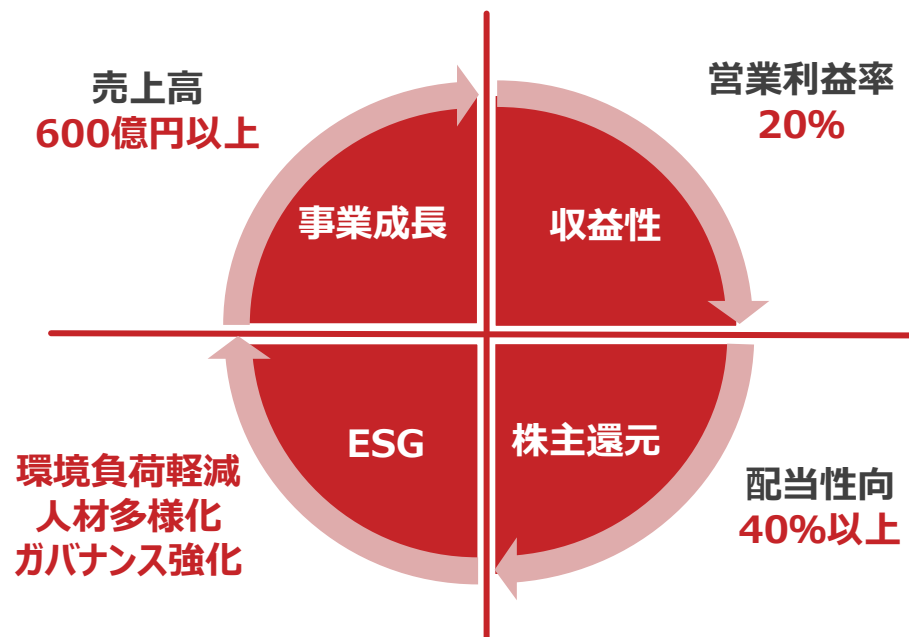 売上高
600億円以上
営業利益率
20%
事業成長
収益性
ESG
株主還元
環境負荷軽減
人材多様化
ガバナンス強化
配当性向
40%以上